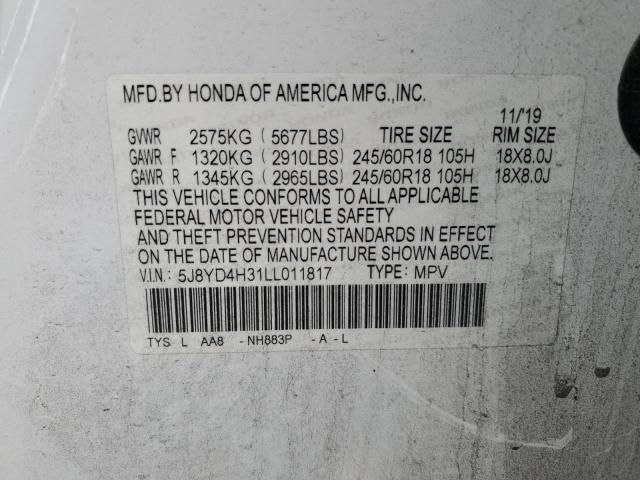 MFD.BY HONDA OF AMERICA MFG.,INC.
11/'19
GVWR 2575KG ( 5677LBS) TIRE SIZE RIM SIZE
GAWR F 1320KG ( 2910LBS) 245/60R18 105H 18X8.0J
GAWR R 1345KG ( 2965LBS) 245/60R18 105H 18X8.0J
THIS VEHICLE CONFORMS TO ALL APPLICABLE
FEDERAL MOTOR VEHICLE SAFETY
AND THEFT PREVENTION STANDARDS IN EFFECT
ON THE DATE OF MANUFACTURE SHOWN ABOVE.
V.I.N.: 5J8YD4H31LL011817 TYPE: MPV
TYS L AA8 -NH883P -A-L